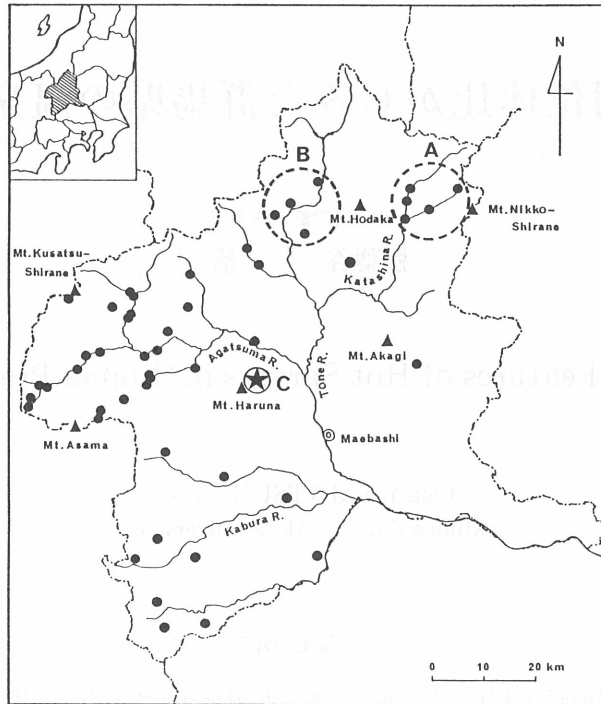 N
B
A
Mt.Hodaka
Mt.Nikko-
Shirane
Mt.Kusatsu-
Shirane
Katashina R.
Agatsuma R.
Tone R.
Mt.Akagi
C
Mt.Haruna
Maebashi
Mt.Asama
Kabura R.
0 10 20 km